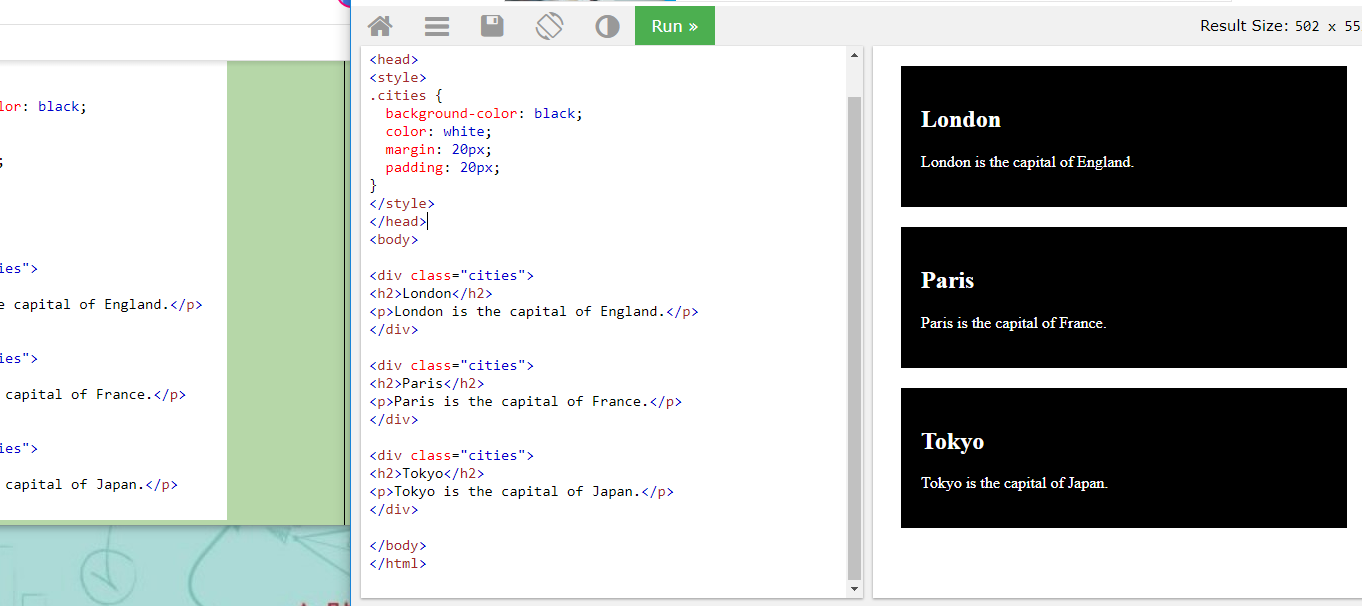 Run »
Result Size: 502 x 55
lor: black;
;
ies">
e capital of England.</p>
ies">
capital of France.</p>
ies">
capital of Japan.</p>
<head>
<style>
.cities {
  background-color: black;
  color: white;
  margin: 20px;
  padding: 20px;
}
</style>
</head>
<body>
<div class="cities">
<h2>London</h2>
<p>London is the capital of England.</p>
</div>
<div class="cities">
<h2>Paris</h2>
<p>Paris is the capital of France.</p>
</div>
<div class="cities">
<h2>Tokyo</h2>
<p>Tokyo is the capital of Japan.</p>
</div>
</body>
</html>
London
London is the capital of England.
Paris
Paris is the capital of France.
Tokyo
Tokyo is the capital of Japan.